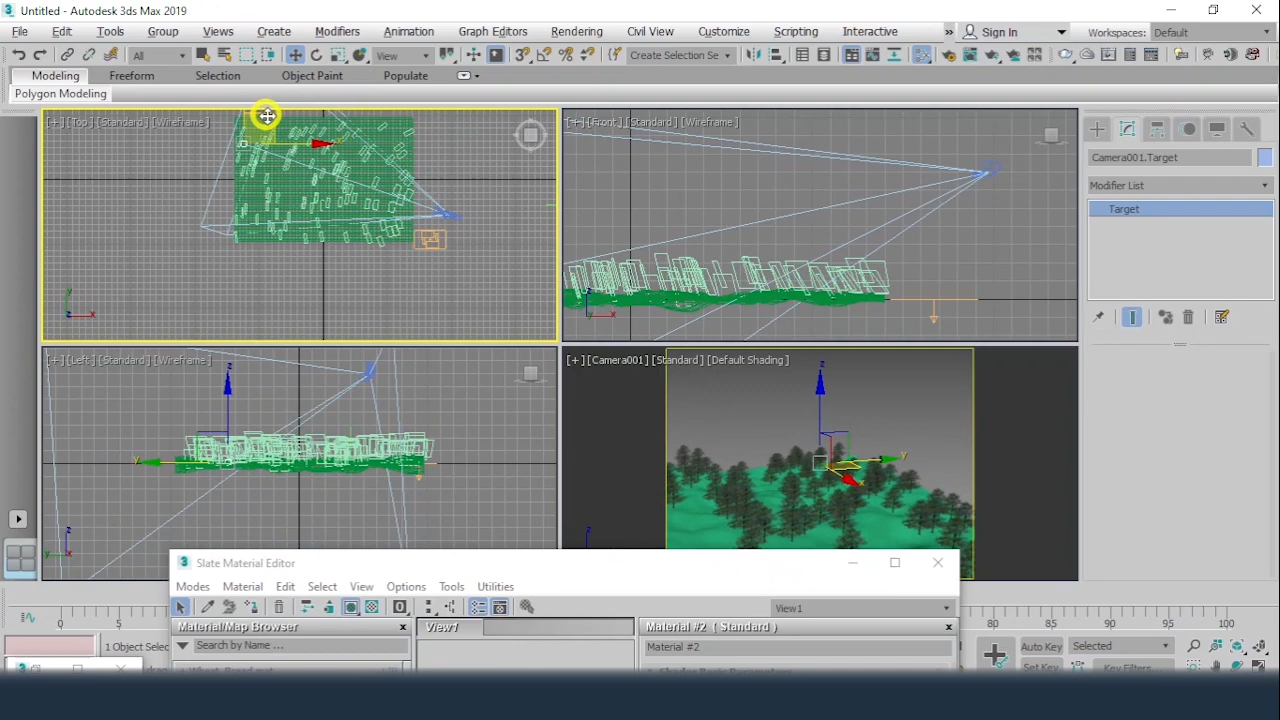 Untitled - Autodesk 3ds Max 2019
File Edit Tools Group Views Create Modifiers Animation Graph Editors Rendering Civil View Customize Scripting Interactive » Sign In Workspaces: Default
All View Create Selection Se
Modeling Freeform Selection Object Paint Populate
Polygon Modeling
[+] [Top] [Standard] [Wireframe]
[+] [Front] [Standard] [Wireframe]
Camera001.Target
Modifier List
Target
y
x
z
z
x
[+] [Left] [Standard] [Wireframe]
[+] [Camera001] [Standard] [Default Shading]
z
y
z
y
z
y
x
z
Slate Material Editor
Modes Material Edit Select View Options Tools Utilities
View1
Material/Map Browser
View1
Material #2 ( Standard )
Search by Name ...
Material #2
0 5
80 85 90 95 100
1 Object Selec
Auto Key Selected
Set Key Key Filters...